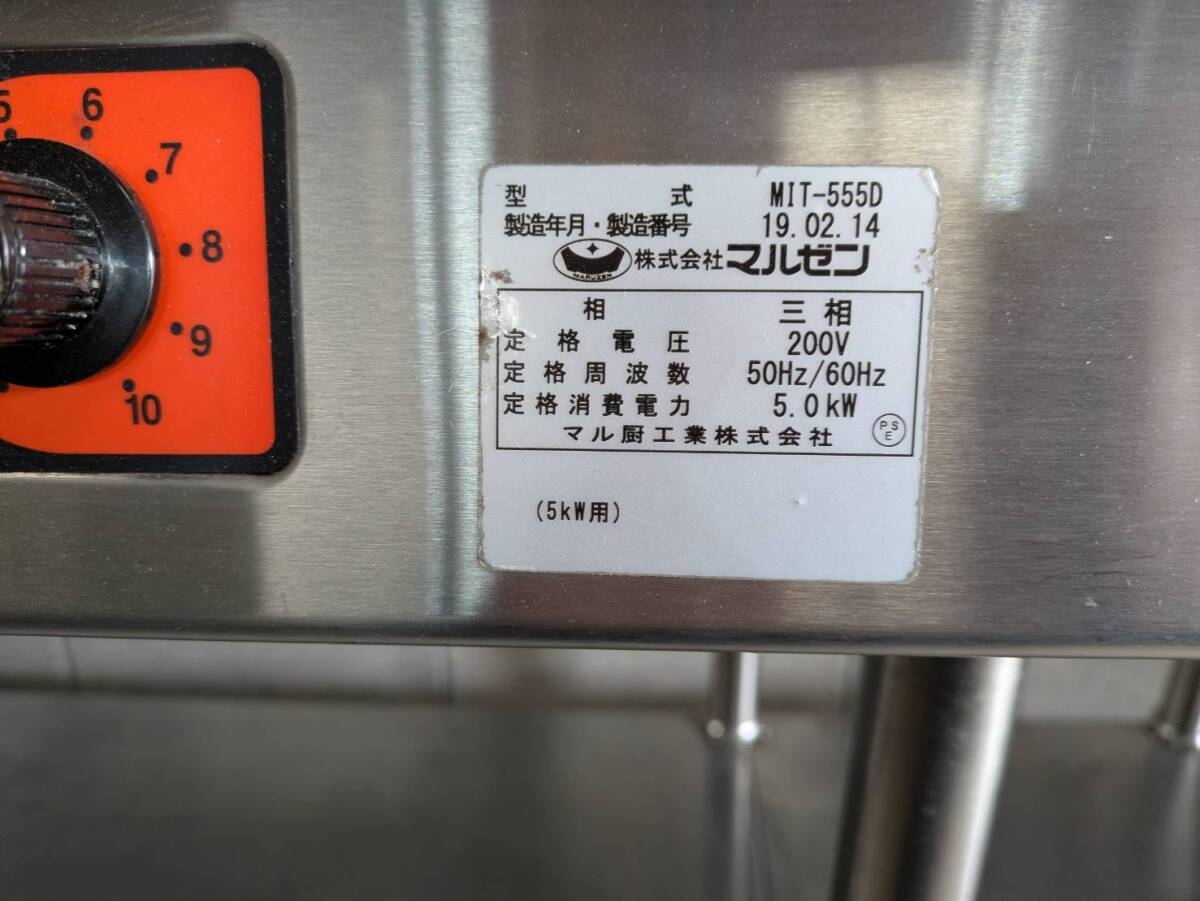 5
6
7
8
9
10
型式 MIT-555D
製造年月・製造番号 19.02.14
MARUZEN 株式会社マルゼン
相 三相
定格電圧 200V
定格周波数 50Hz/60Hz
定格消費電力 5.0kW
マル厨工業株式会社 PSE
(5kW用)